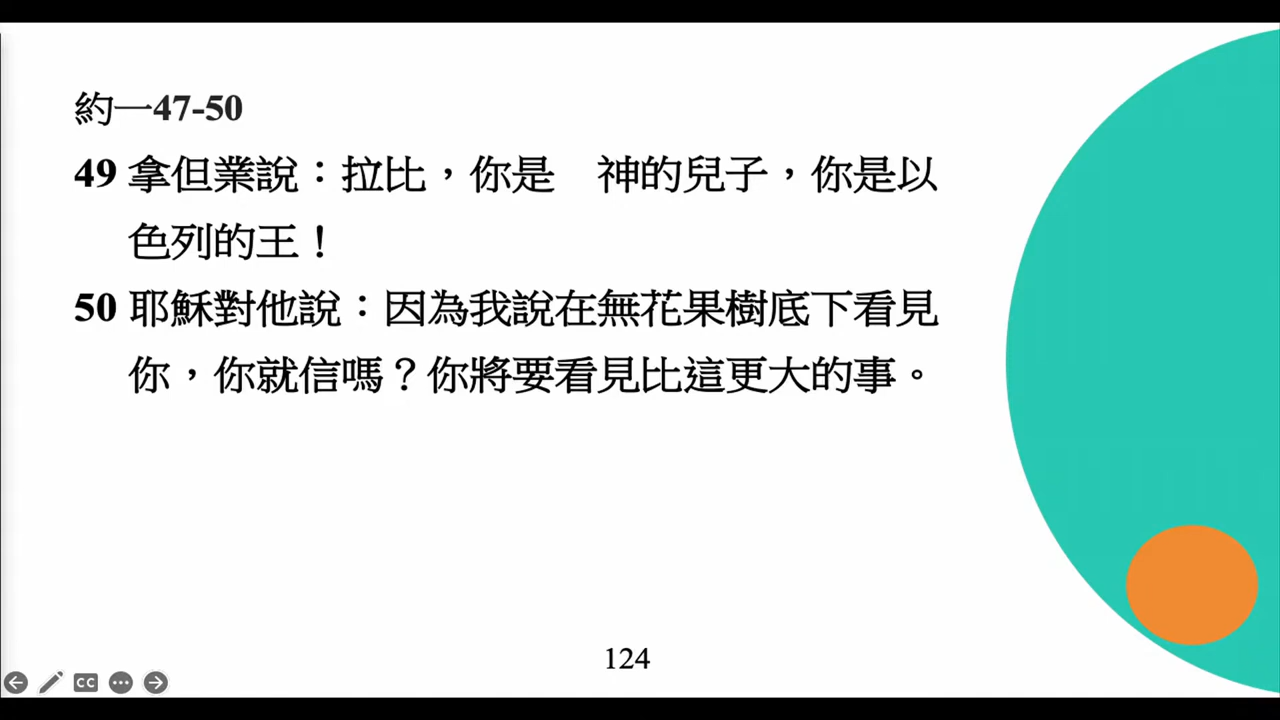 約一47-50
49 拿但業說：拉比，你是　神的兒子，你是以
色列的王！
50 耶穌對他說：因為我說在無花果樹底下看見
你，你就信嗎？你將要看見比這更大的事。
124
CC